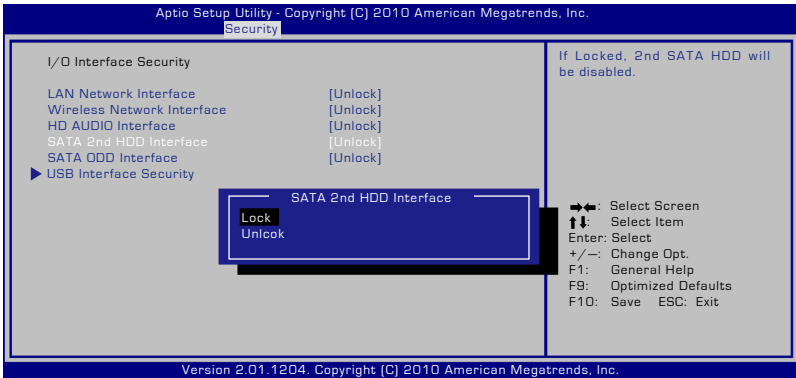 Aptio Setup Utility - Copyright (C) 2010 American Megatrends, Inc.
Security
I/O Interface Security
LAN Network Interface [Unlock]
Wireless Network Interface [Unlock]
HD AUDIO Interface [Unlock]
SATA 2nd HDD Interface [Unlock]
SATA ODD Interface [Unlock]
USB Interface Security
SATA 2nd HDD Interface
Lock
Unlcok
If Locked, 2nd SATA HDD will
be disabled.
→←: Select Screen
↑↓: Select Item
Enter: Select
+/—: Change Opt.
F1: General Help
F9: Optimized Defaults
F10: Save ESC: Exit
Version 2.01.1204. Copyright (C) 2010 American Megatrends, Inc.